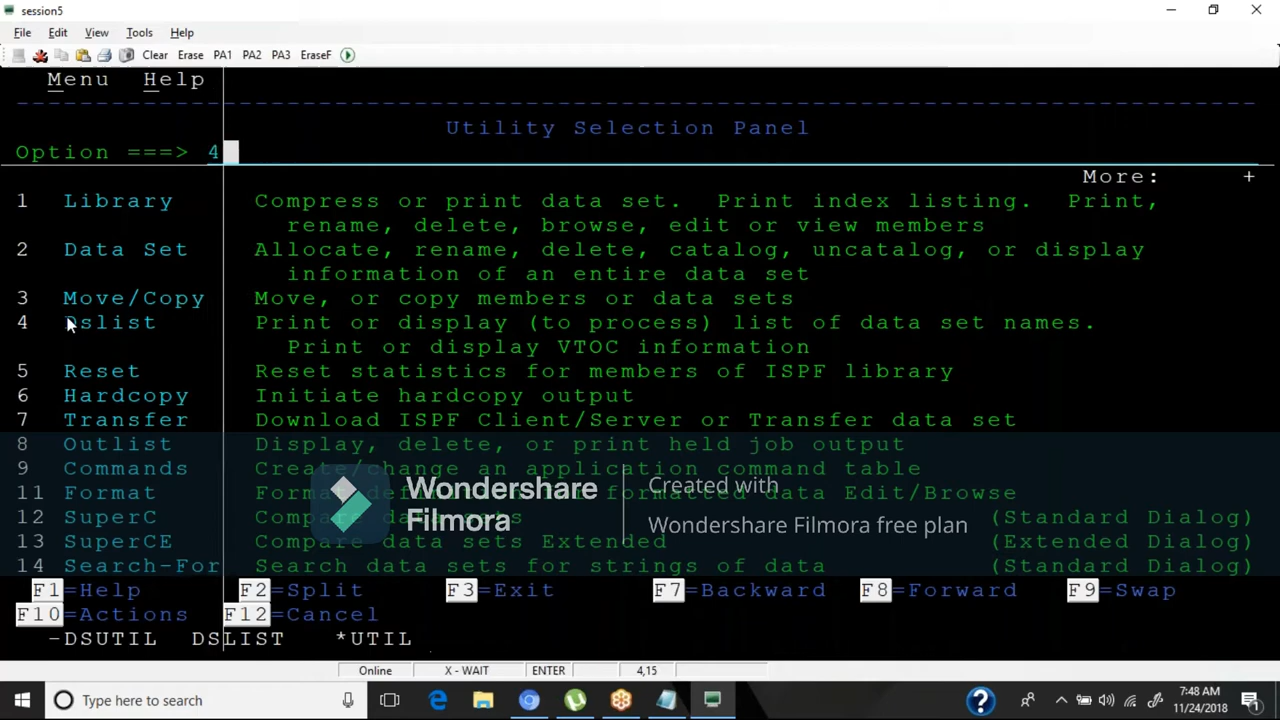 session5
File Edit View Tools Help
Clear Erase PA1 PA2 PA3 EraseF
Menu Help
Utility Selection Panel
Option ===> 4
More: +
1 Library Compress or print data set. Print index listing. Print,
rename, delete, browse, edit or view members
2 Data Set Allocate, rename, delete, catalog, uncatalog, or display
information of an entire data set
3 Move/Copy Move, or copy members or data sets
4 Dslist Print or display (to process) list of data set names.
Print or display VTOC information
5 Reset Reset statistics for members of ISPF library
6 Hardcopy Initiate hardcopy output
7 Transfer Download ISPF Client/Server or Transfer data set
8 Outlist Display, delete, or print held job output
9 Commands Create/change an application command table
11 Format Format definition for formatted data Edit/Browse
12 SuperC Compare data sets (Standard Dialog)
13 SuperCE Compare data sets Extended (Extended Dialog)
14 Search-For Search data sets for strings of data (Standard Dialog)
Wondershare
Filmora
Created with
Wondershare Filmora free plan
F1=Help F2=Split F3=Exit F7=Backward F8=Forward F9=Swap
F10=Actions F12=Cancel
-DSUTIL DSLIST *UTIL
Online X - WAIT ENTER 4,15
Type here to search
7:48 AM
11/24/2018